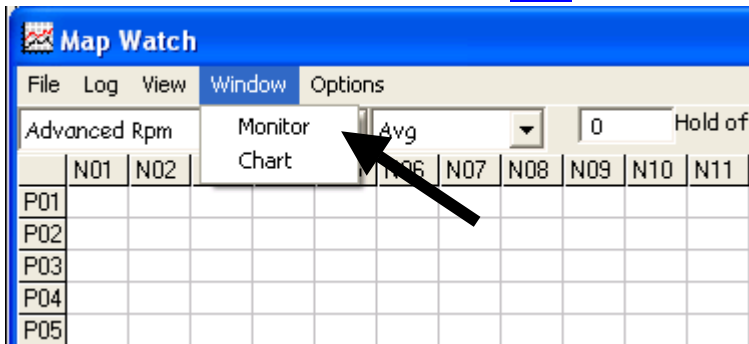 Map Watch
File Log View Window Options
Advanced Rpm Avg 0 Hold of
Monitor
Chart
N01 N02 N06 N07 N08 N09 N10 N11
P01
P02
P03
P04
P05